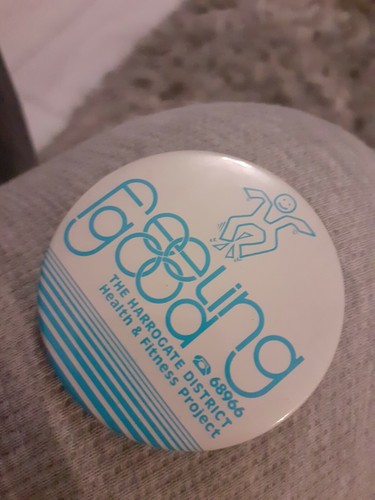 feeling
good
THE HARROGATE DISTRICT
Health & Fitness Project
☎ 68966